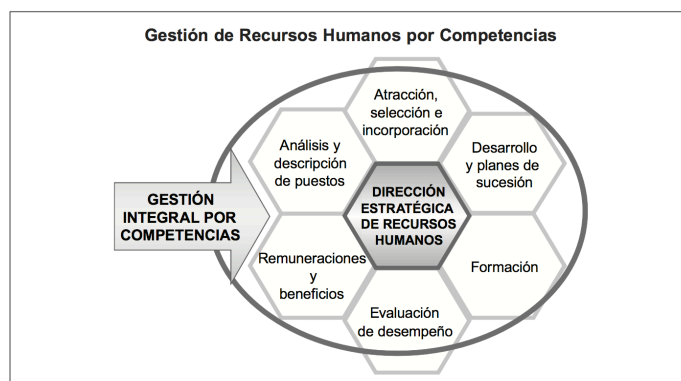 Gestión de Recursos Humanos por Competencias
Atracción,
selección e
incorporación
Análisis y
descripción
de puestos
Desarrollo
y planes de
sucesión
GESTIÓN
INTEGRAL POR
COMPETENCIAS
DIRECCIÓN
ESTRATÉGICA
DE RECURSOS
HUMANOS
Remuneraciones
y
beneficios
Formación
Evaluación
de desempeño